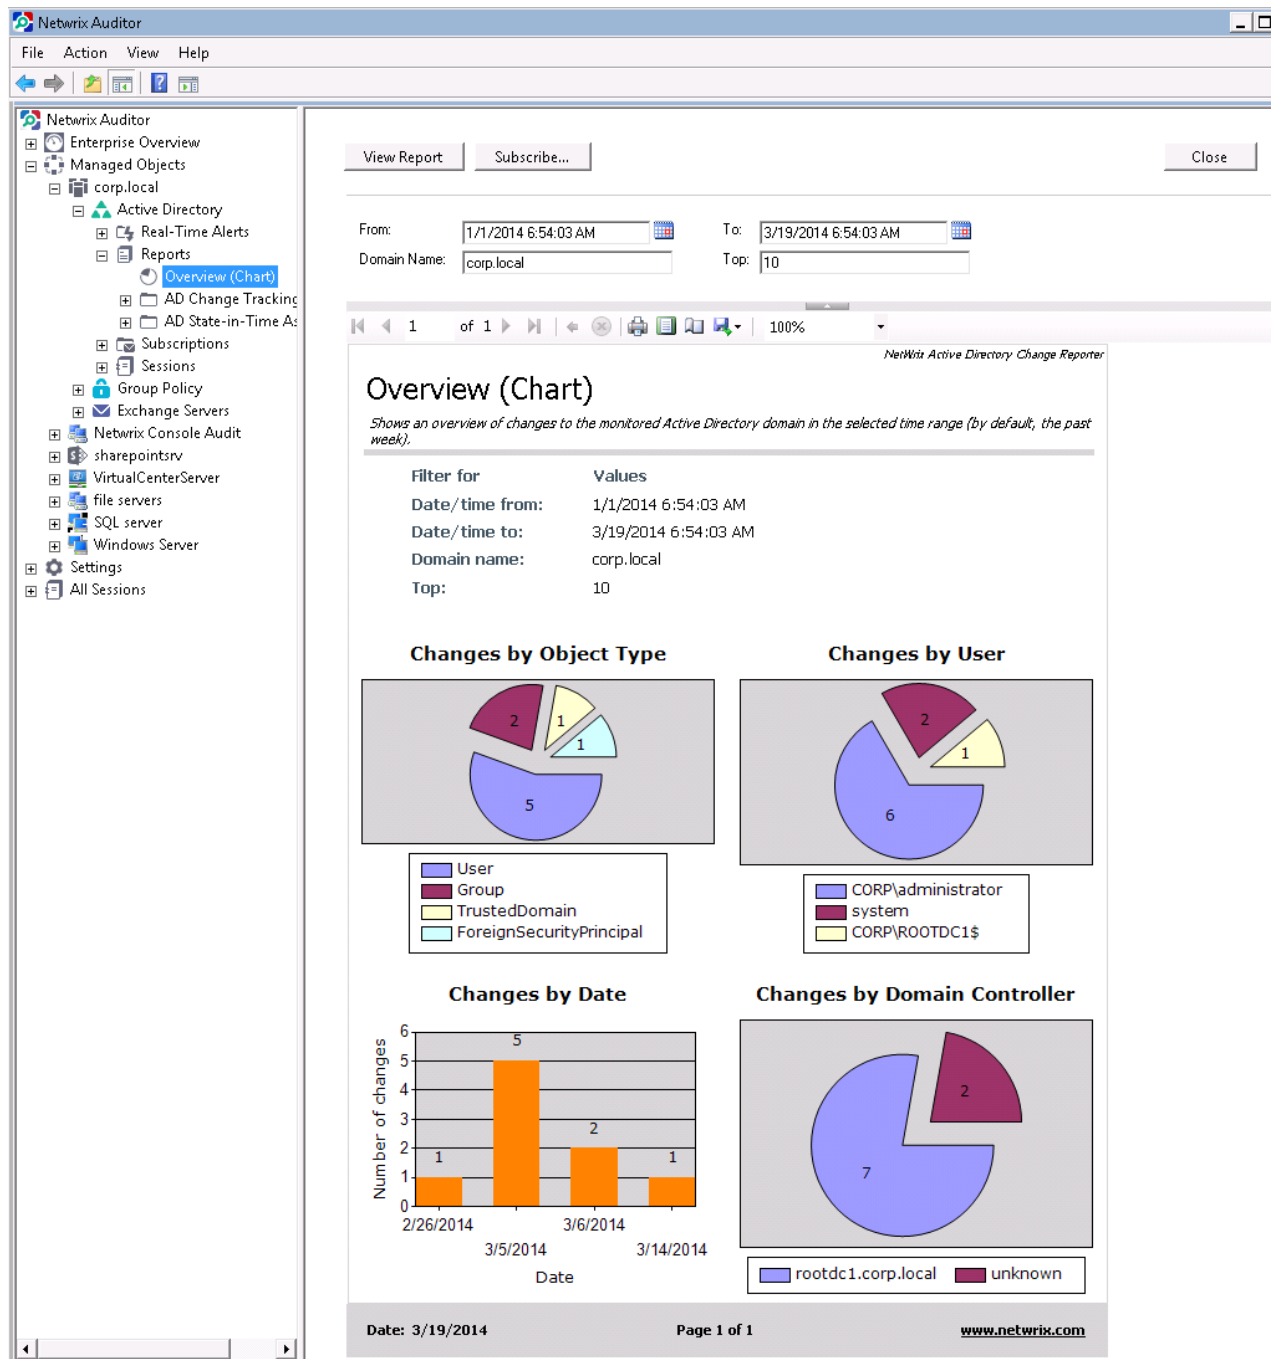 Netwrix Auditor
File Action View Help
Netwrix Auditor
Enterprise Overview
Managed Objects
corp.local
Active Directory
Real-Time Alerts
Reports
Overview (Chart)
AD Change Tracking
AD State-in-Time As
Subscriptions
Sessions
Group Policy
Exchange Servers
Netwrix Console Audit
sharepointsrv
VirtualCenterServer
file servers
SQL server
Windows Server
Settings
All Sessions
View Report Subscribe... Close
From: 1/1/2014 6:54:03 AM To: 3/19/2014 6:54:03 AM
Domain Name: corp.local Top: 10
1 of 1 100%
NetWrix Active Directory Change Reporter
Overview (Chart)
Shows an overview of changes to the monitored Active Directory domain in the selected time range (by default, the past
week).
Filter for Values
Date/time from: 1/1/2014 6:54:03 AM
Date/time to: 3/19/2014 6:54:03 AM
Domain name: corp.local
Top: 10
Changes by Object Type
2
1
1
5
User
Group
TrustedDomain
ForeignSecurityPrincipal
Changes by User
2
1
6
CORP\administrator
system
CORP\ROOTDC1$
Changes by Date
Number of changes
6
5
4
3
2
1
0
1
5
2
1
2/26/2014 3/6/2014
3/5/2014 3/14/2014
Date
Changes by Domain Controller
2
7
rootdc1.corp.local unknown
Date: 3/19/2014 Page 1 of 1 www.netwrix.com